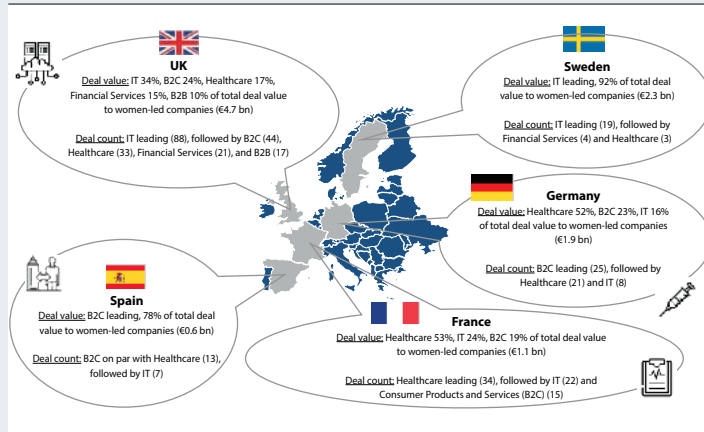 UK
Deal value: IT 34%, B2C 24%, Healthcare 17%,
Financial Services 15%, B2B 10% of total deal value
to women-led companies (€4.7 bn)
Deal count: IT leading (88), followed by B2C (44),
Healthcare (33), Financial Services (21), and B2B (17)
Sweden
Deal value: IT leading, 92% of total deal
value to women-led companies (€2.3 bn)
Deal count: IT leading (19), followed by
Financial Services (4) and Healthcare (3)
Germany
Deal value: Healthcare 52%, B2C 23%, IT 16%
of total deal value to women-led companies
(€1.9 bn)
Deal count: B2C leading (25), followed by
Healthcare (21) and IT (8)
Spain
Deal value: B2C leading, 78% of total deal
value to women-led companies (€0.6 bn)
Deal count: B2C on par with Healthcare (13),
followed by IT (7)
France
Deal value: Healthcare 53%, IT 24%, B2C 19% of total deal value
to women-led companies (€1.1 bn)
Deal count: Healthcare leading (34), followed by IT (22) and
Consumer Products and Services (B2C) (15)